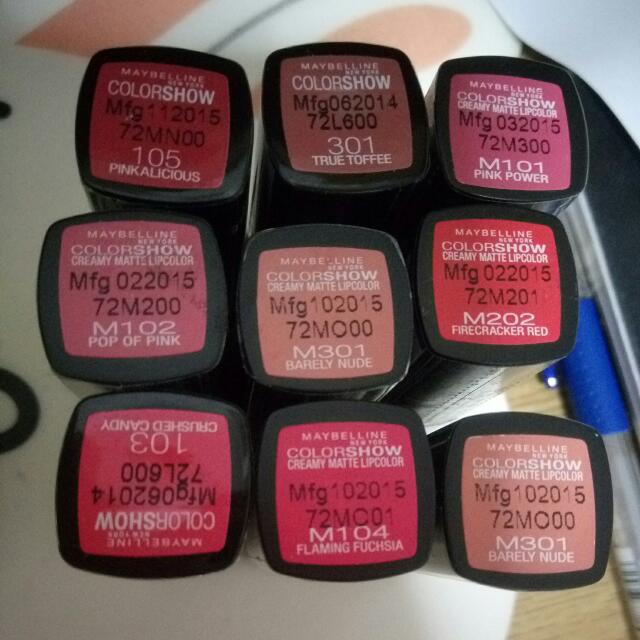 MAYBELLINE
NEW YORK
COLORSHOW
Mfg112015
72MN00
105
PINKALICIOUS
MAYBELLINE
NEW YORK
COLORSHOW
Mfg062014
72L600
301
TRUE TOFFEE
MAYBELLINE
NEW YORK
COLORSHOW
CREAMY MATTE LIPCOLOR
Mfg 032015
72M300
M101
PINK POWER
MAYBELLINE
NEW YORK
COLORSHOW
CREAMY MATTE LIPCOLOR
Mfg 022015
72M200
M102
POP OF PINK
MAYBELLINE
NEW YORK
COLORSHOW
CREAMY MATTE LIPCOLOR
Mfg102015
72MO00
M301
BARELY NUDE
MAYBELLINE
NEW YORK
COLORSHOW
CREAMY MATTE LIPCOLOR
Mfg 022015
72M201
M202
FIRECRACKER RED
MAYBELLINE
NEW YORK
COLORSHOW
Mfg062014
72L600
103
CRUSHED CANDY
MAYBELLINE
NEW YORK
COLORSHOW
CREAMY MATTE LIPCOLOR
Mfg102015
72MO01
M104
FLAMING FUCHSIA
MAYBELLINE
NEW YORK
COLORSHOW
CREAMY MATTE LIPCOLOR
Mfg102015
72MO00
M301
BARELY NUDE